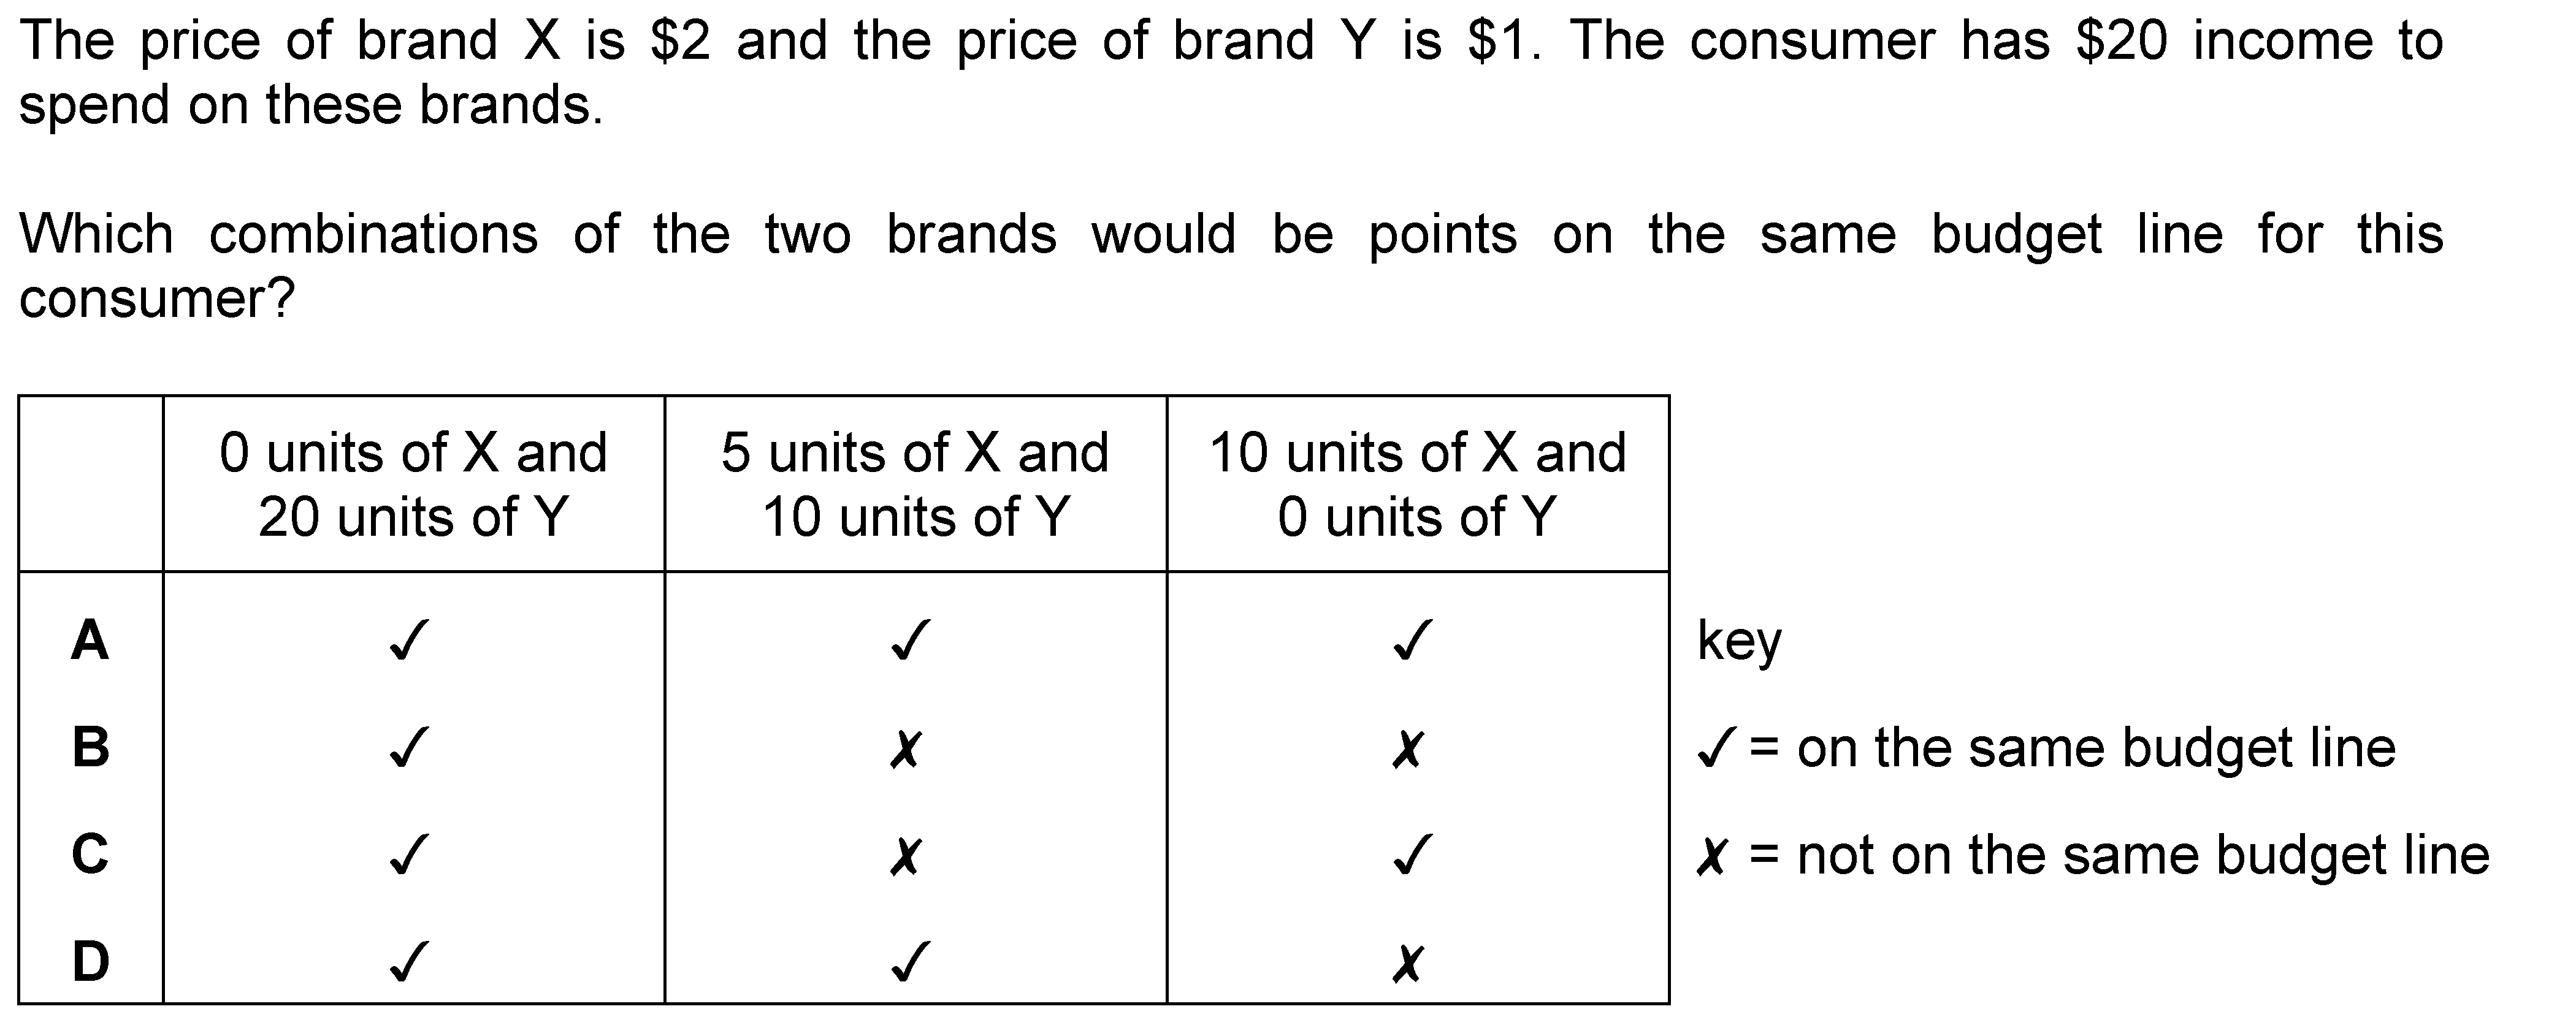 The price of brand X is $2 and the price of brand Y is $1. The consumer has $20 income to
spend on these brands.
Which combinations of the two brands would be points on the same budget line for this
consumer?
0 units of X and 20 units of Y
5 units of X and 10 units of Y
10 units of X and 0 units of Y
A ✓ ✓ ✓
B ✓ ✗ ✗
C ✓ ✗ ✓
D ✓ ✓ ✗
key
✓ = on the same budget line
✗ = not on the same budget line